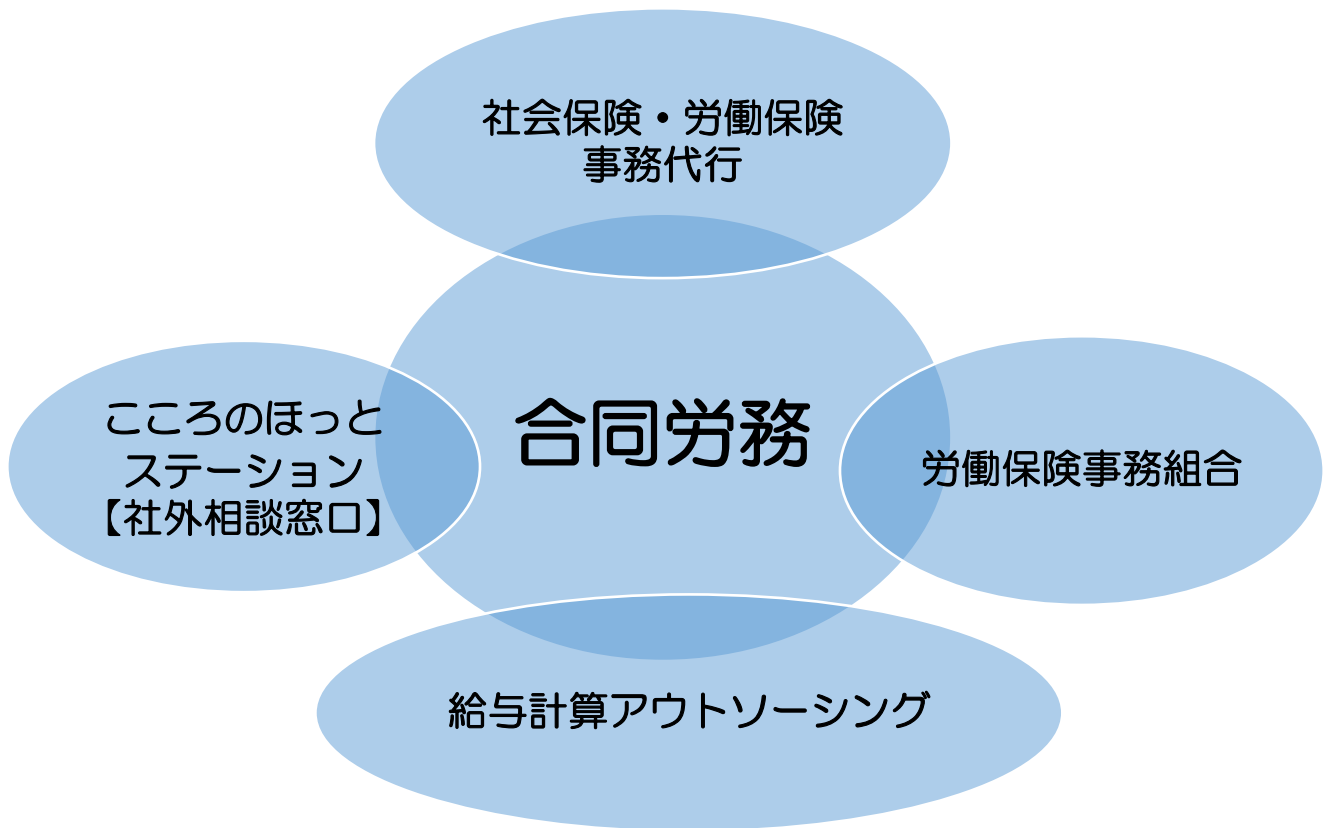 社会保険・労働保険
事務代行
合同労務
こころのほっと
ステーション
【社外相談窓口】
労働保険事務組合
給与計算アウトソーシング